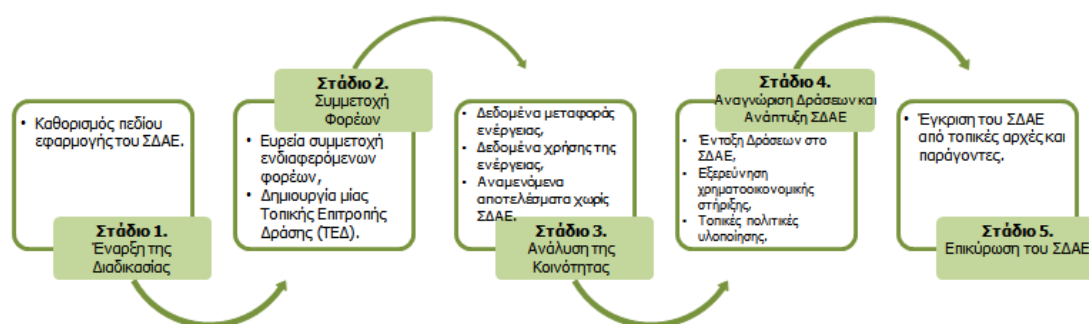 • Καθορισμός πεδίου
εφαρμογής του ΣΔΑΕ.
Στάδιο 1.
Έναρξη της
Διαδικασίας
Στάδιο 2.
Συμμετοχή
Φορέων
• Ευρεία συμμετοχή
ενδιαφερόμενων
φορέων,
• Δημιουργία μίας
Τοπικής Επιτροπής
Δράσης (ΤΕΔ).
• Δεδομένα μεταφοράς
ενέργειας,
• Δεδομένα χρήσης της
ενέργειας,
• Αναμενόμενα
αποτελέσματα χωρίς
ΣΔΑΕ.
Στάδιο 3.
Ανάλυση της
Κοινότητας
Στάδιο 4.
Αναγνώριση Δράσεων και
Ανάπτυξη ΣΔΑΕ
• Ένταξη Δράσεων στο
ΣΔΑΕ,
• Εξερεύνηση
χρηματοοικονομικής
στήριξης,
• Τοπικές πολιτικές
υλοποίησης.
• Έγκριση του ΣΔΑΕ
από τοπικές αρχές και
παράγοντες.
Στάδιο 5.
Επικύρωση του ΣΔΑΕ